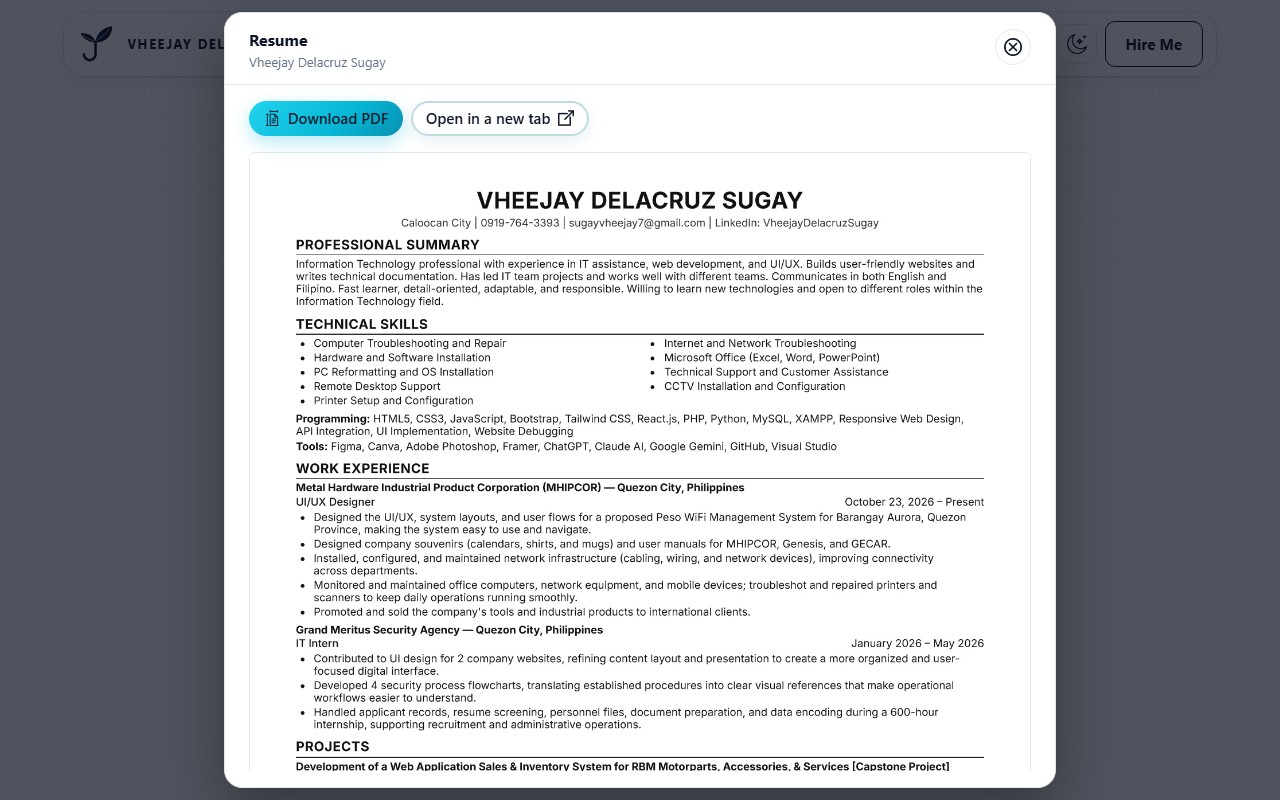 VHEEJAY DEL
Hire Me
Resume
Vheejay Delacruz Sugay
Download PDF
Open in a new tab
VHEEJAY DELACRUZ SUGAY
Caloocan City | 0919-764-3393 | sugayvheejay7@gmail.com | LinkedIn: VheejayDelacruzSugay
PROFESSIONAL SUMMARY
Information Technology professional with experience in IT assistance, web development, and UI/UX. Builds user-friendly websites and
writes technical documentation. Has led IT team projects and works well with different teams. Communicates in both English and
Filipino. Fast learner, detail-oriented, adaptable, and responsible. Willing to learn new technologies and open to different roles within the
Information Technology field.
TECHNICAL SKILLS
• Computer Troubleshooting and Repair
• Hardware and Software Installation
• PC Reformatting and OS Installation
• Remote Desktop Support
• Printer Setup and Configuration
• Internet and Network Troubleshooting
• Microsoft Office (Excel, Word, PowerPoint)
• Technical Support and Customer Assistance
• CCTV Installation and Configuration
Programming: HTML5, CSS3, JavaScript, Bootstrap, Tailwind CSS, React.js, PHP, Python, MySQL, XAMPP, Responsive Web Design,
API Integration, UI Implementation, Website Debugging
Tools: Figma, Canva, Adobe Photoshop, Framer, ChatGPT, Claude AI, Google Gemini, GitHub, Visual Studio
WORK EXPERIENCE
Metal Hardware Industrial Product Corporation (MHIPCOR) — Quezon City, Philippines
UI/UX Designer October 23, 2026 – Present
• Designed the UI/UX, system layouts, and user flows for a proposed Peso WiFi Management System for Barangay Aurora, Quezon
Province, making the system easy to use and navigate.
• Designed company souvenirs (calendars, shirts, and mugs) and user manuals for MHIPCOR, Genesis, and GECAR.
• Installed, configured, and maintained network infrastructure (cabling, wiring, and network devices), improving connectivity
across departments.
• Monitored and maintained office computers, network equipment, and mobile devices; troubleshot and repaired printers and
scanners to keep daily operations running smoothly.
• Promoted and sold the company's tools and industrial products to international clients.
Grand Meritus Security Agency — Quezon City, Philippines
IT Intern January 2026 – May 2026
• Contributed to UI design for 2 company websites, refining content layout and presentation to create a more organized and user-
focused digital interface.
• Developed 4 security process flowcharts, translating established procedures into clear visual references that make operational
workflows easier to understand.
• Handled applicant records, resume screening, personnel files, document preparation, and data encoding during a 600-hour
internship, supporting recruitment and administrative operations.
PROJECTS
Development of a Web Application Sales & Inventory System for RBM Motorparts, Accessories, & Services [Capstone Project]